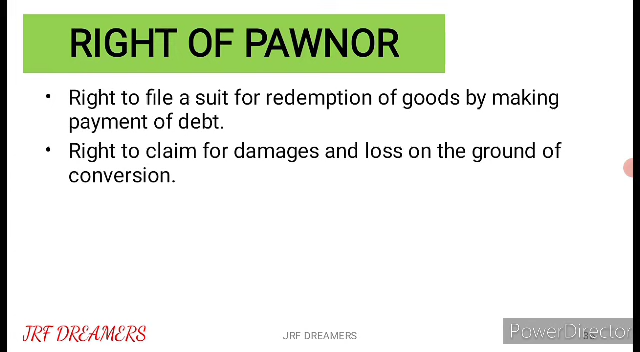 RIGHT OF PAWNOR
• Right to file a suit for redemption of goods by making
payment of debt.
• Right to claim for damages and loss on the ground of
conversion.
JRF DREAMERS
JRF DREAMERS
PowerDirector